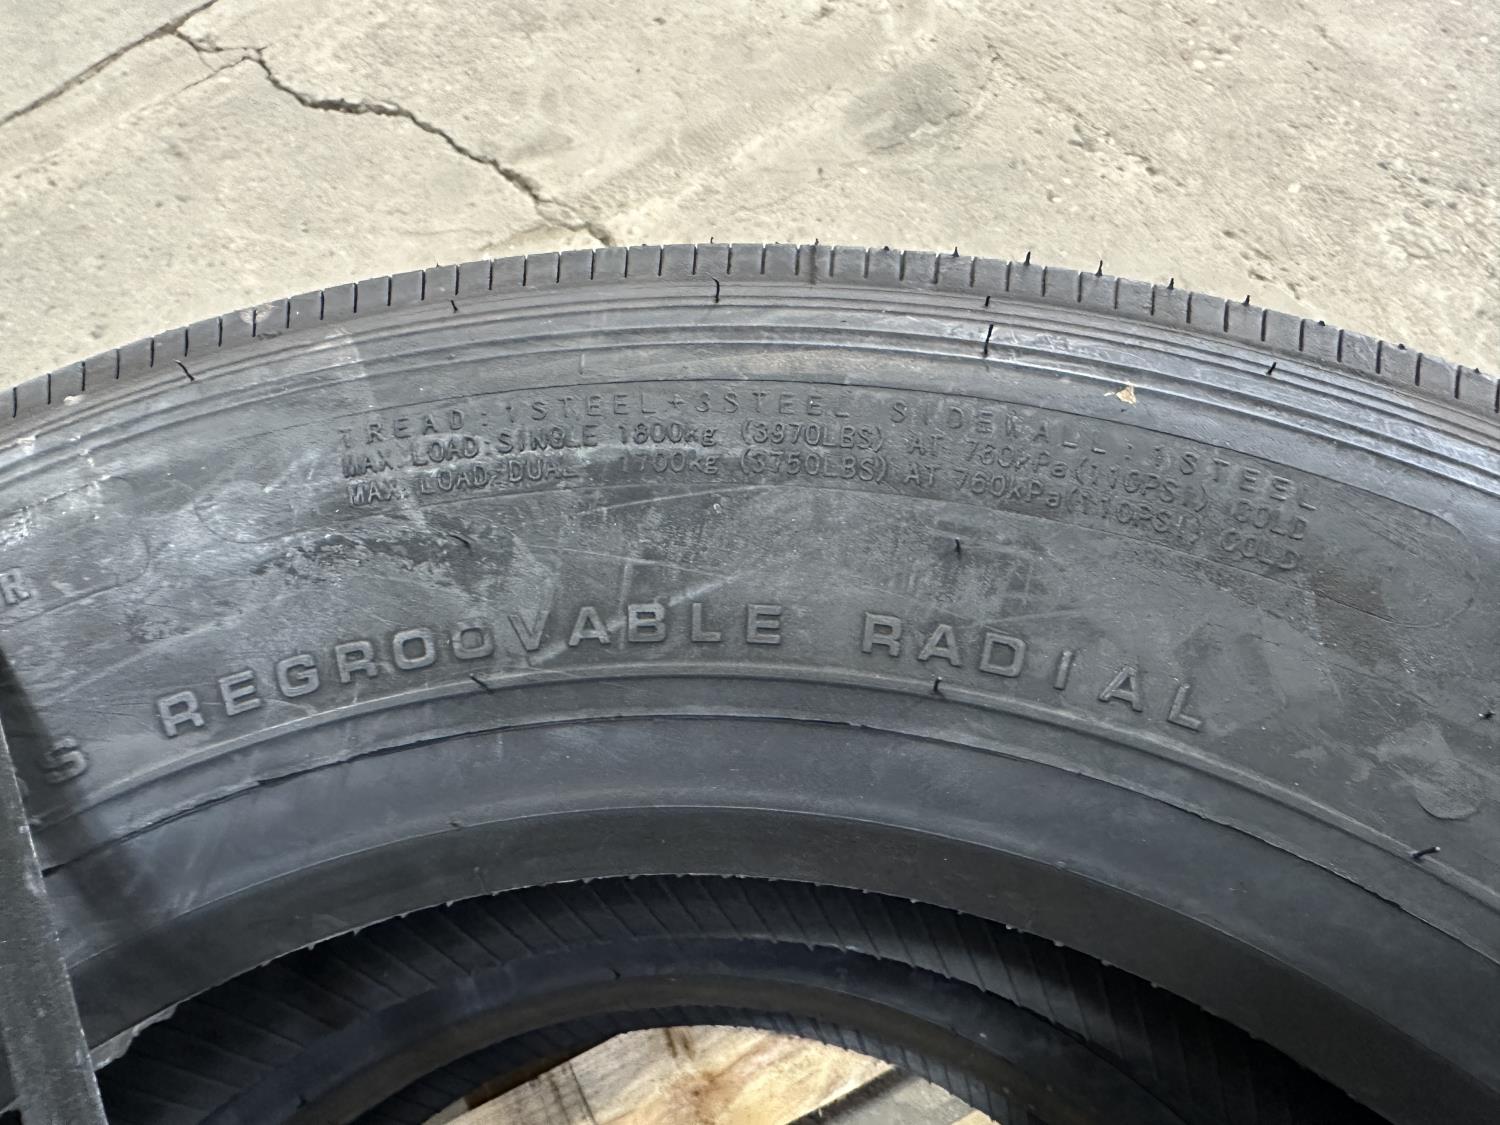 TREAD: 1STEEL+3STEEL SIDEWALL: 1STEEL
MAX. LOAD:SINGLE 1800kg (3970LBS) AT 760kPa(110PSI) COLD
MAX. LOAD:DUAL 1700kg (3750LBS) AT 760kPa(110PSI) COLD
R
S REGROOVABLE RADIAL